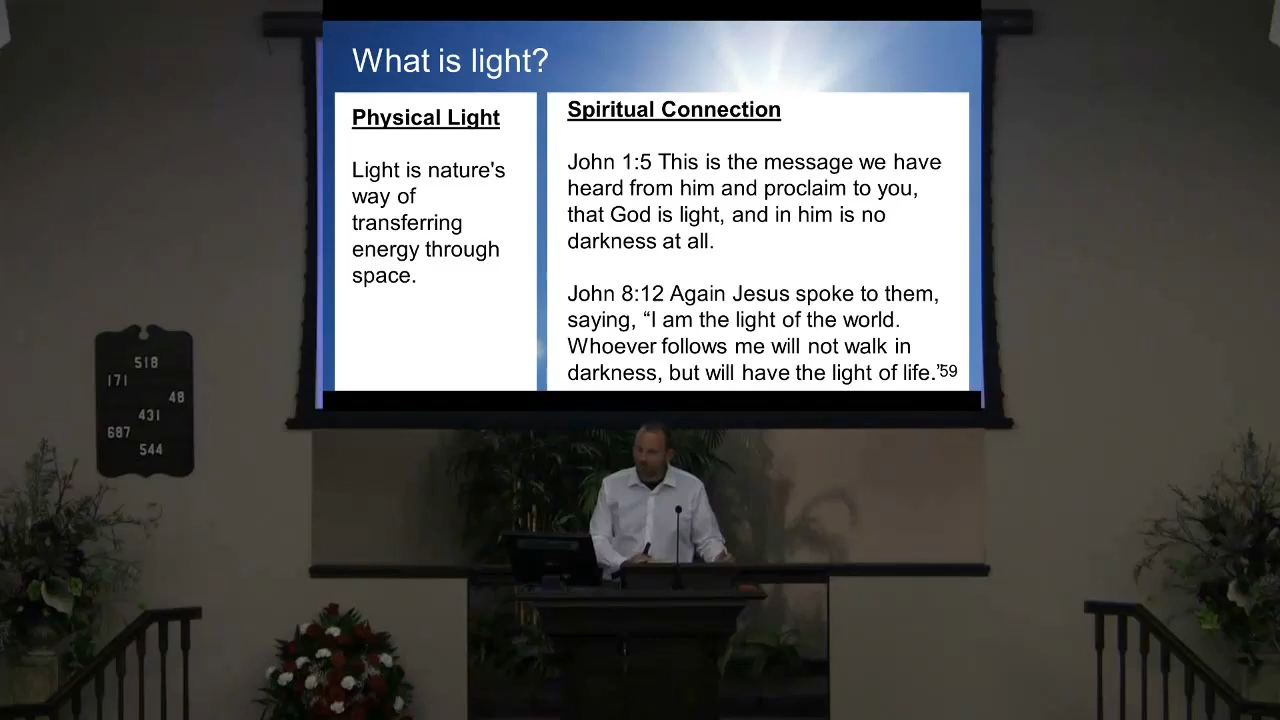 What is light?
Physical Light
Light is nature's
way of
transferring
energy through
space.
Spiritual Connection
John 1:5 This is the message we have
heard from him and proclaim to you,
that God is light, and in him is no
darkness at all.
John 8:12 Again Jesus spoke to them,
saying, “I am the light of the world.
Whoever follows me will not walk in
darkness, but will have the light of life.’59
518
171
48
431
687
544